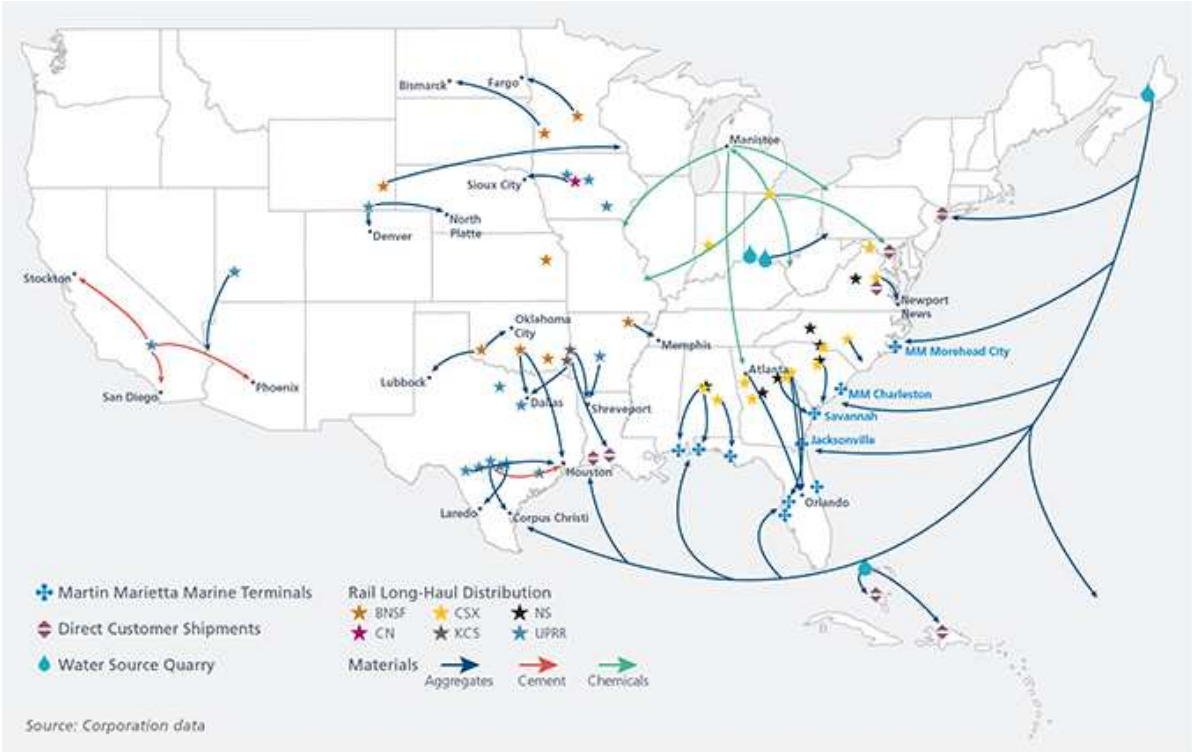 Bismarck
Fargo
Manistee
Sioux City
North
Platte
Denver
Stockton
Newport
News
Oklahoma
City
Memphis
MM Morehead City
Lubbock
Atlanta
San Diego
Phoenix
Dallas
Shreveport
MM Charleston
Savannah
Jacksonville
Houston
Orlando
Laredo
Corpus Christi
Martin Marietta Marine Terminals
Direct Customer Shipments
Water Source Quarry
Rail Long-Haul Distribution
BNSF CSX NS
CN KCS UPRR
Materials
Aggregates Cement Chemicals
Source: Corporation data